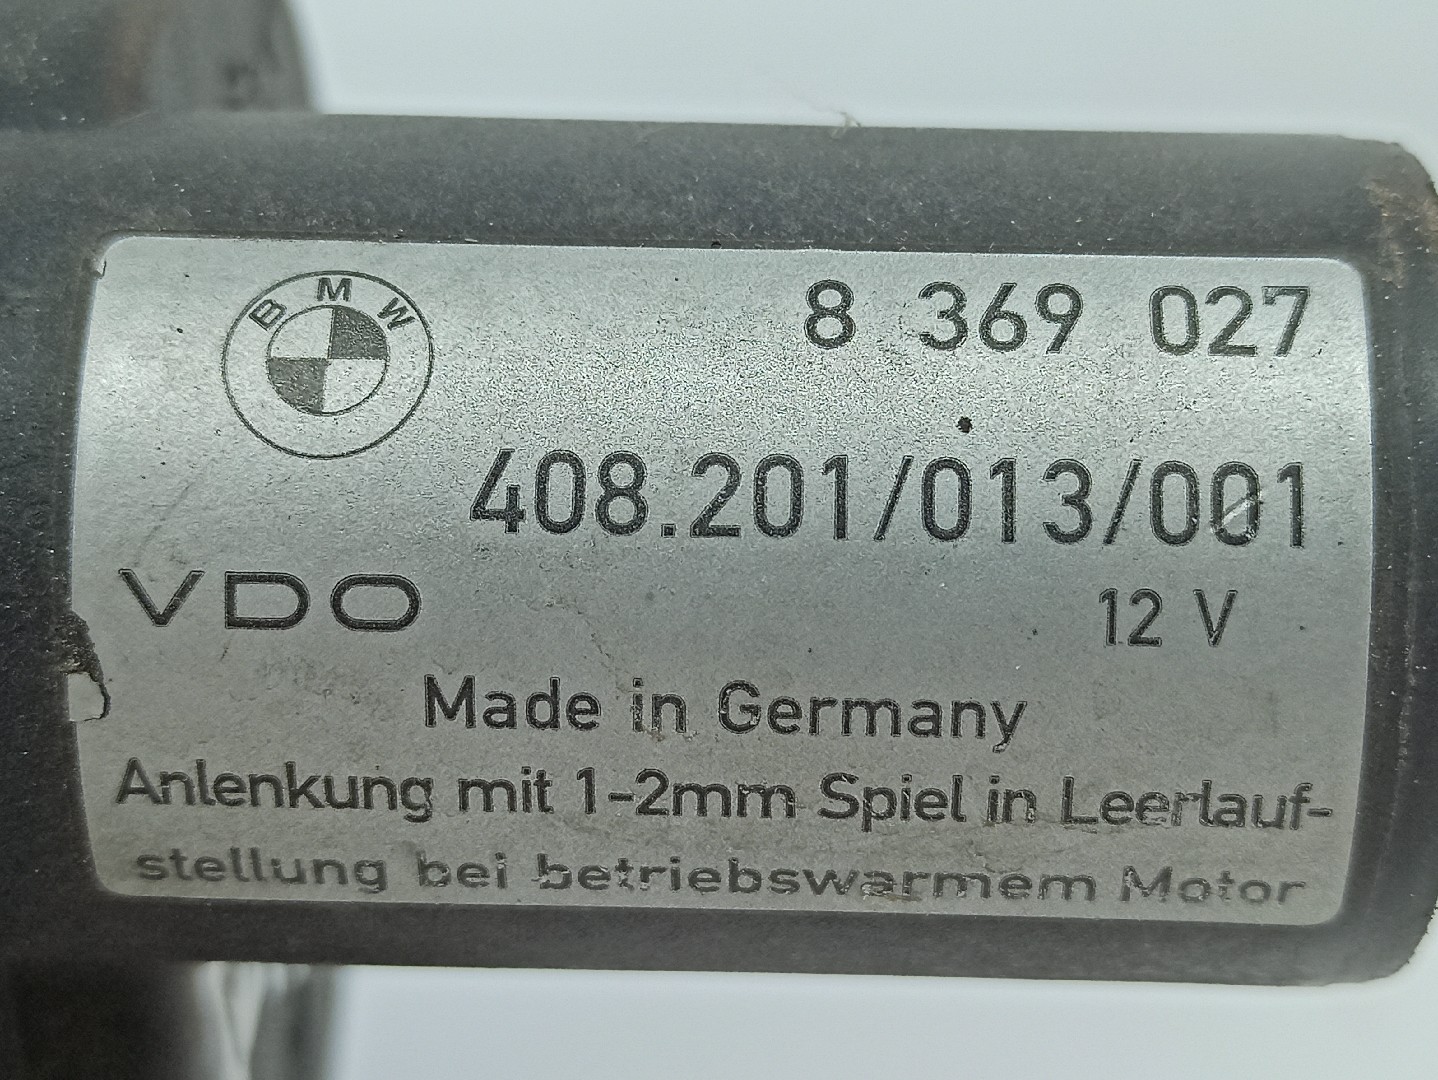 BMW
8 369 027
408.201/013/001
VDO
12 V
Made in Germany
Anlenkung mit 1-2mm Spiel in Leerlauf-
stellung bei betriebswarmem Motor